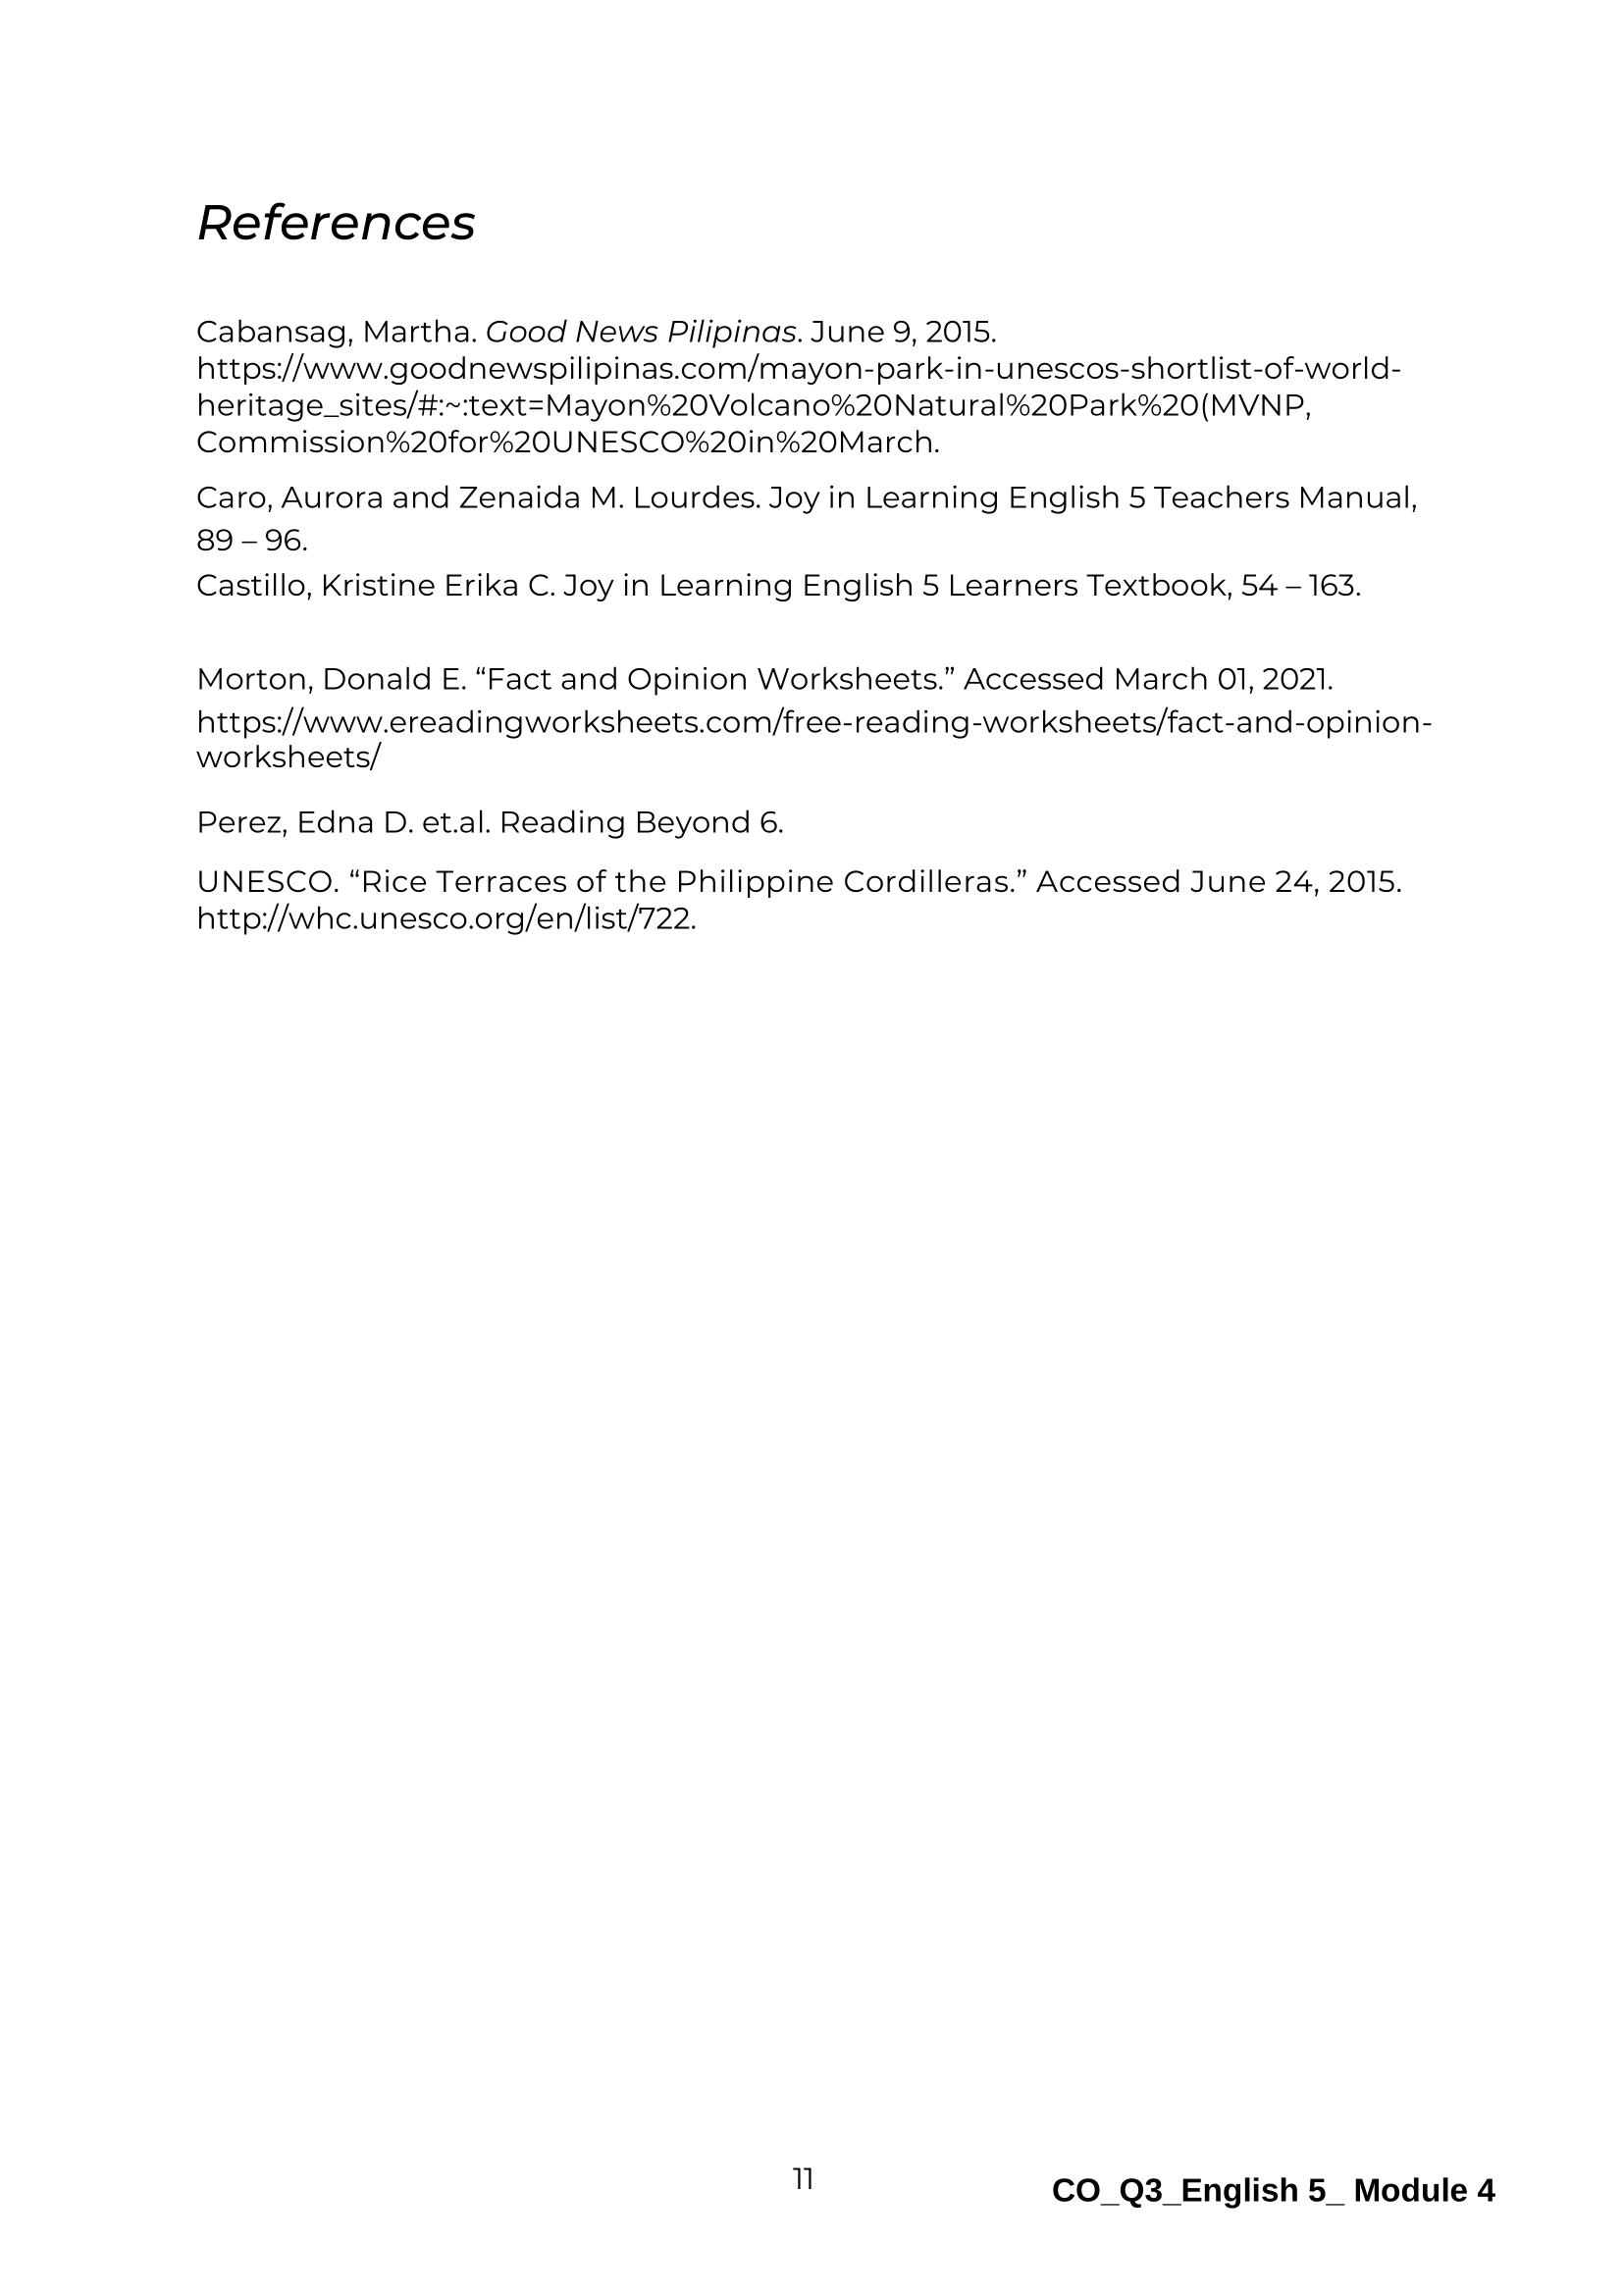 References
Cabansag, Martha. Good News Pilipinas. June 9, 2015.
https://www.goodnewspilipinas.com/mayon-park-in-unescos-shortlist-of-world-
heritage_sites/#:~:text=Mayon%20Volcano%20Natural%20Park%20(MVNP,
Commission%20for%20UNESCO%20in%20March.
Caro, Aurora and Zenaida M. Lourdes. Joy in Learning English 5 Teachers Manual,
89 – 96.
Castillo, Kristine Erika C. Joy in Learning English 5 Learners Textbook, 54 – 163.
Morton, Donald E. “Fact and Opinion Worksheets.” Accessed March 01, 2021.
https://www.ereadingworksheets.com/free-reading-worksheets/fact-and-opinion-
worksheets/
Perez, Edna D. et.al. Reading Beyond 6.
UNESCO. “Rice Terraces of the Philippine Cordilleras.” Accessed June 24, 2015.
http://whc.unesco.org/en/list/722.
11
CO_Q3_English 5_ Module 4